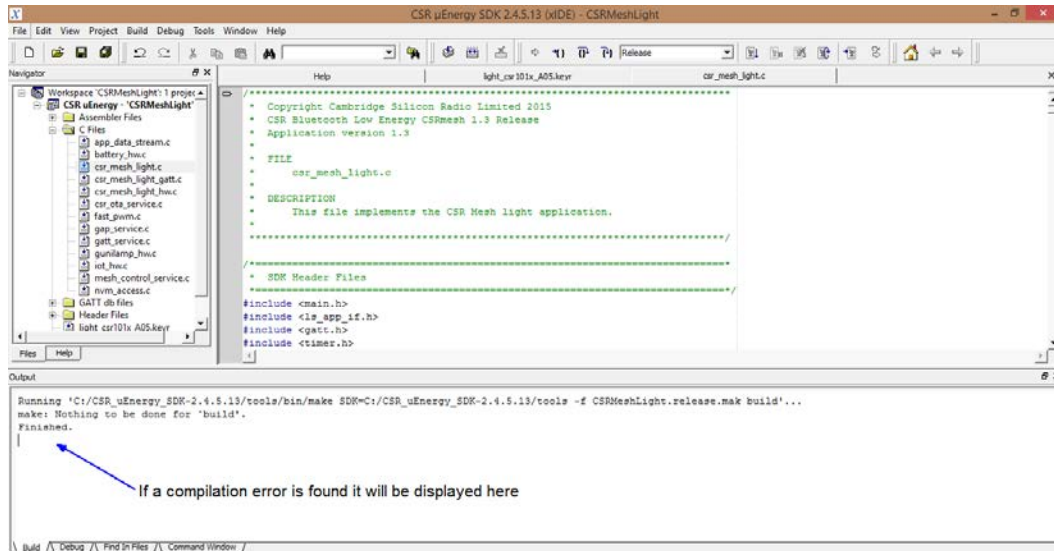 CSR µEnergy SDK 2.4.5.13 (xIDE) - CSRMeshLight
File Edit View Project Build Debug Tools Window Help
Release
Navigator
Help
light_csr101x_A05.keyr
csr_mesh_light.c
Workspace 'CSRMeshLight': 1 projec
CSR uEnergy - 'CSRMeshLight'
Assembler Files
C Files
app_data_stream.c
battery_hw.c
csr_mesh_light.c
csr_mesh_light_gatt.c
csr_mesh_light_hw.c
csr_ota_service.c
fast_pwm.c
gap_service.c
gatt_service.c
gunilamp_hw.c
iot_hw.c
mesh_control_service.c
nvm_access.c
GATT db files
Header Files
light_csr101x_A05.keyr
Files Help
/******************************************************************************
* Copyright Cambridge Silicon Radio Limited 2015
* CSR Bluetooth Low Energy CSRmesh 1.3 Release
* Application version 1.3
*
* FILE
* csr_mesh_light.c
*
* DESCRIPTION
* This file implements the CSR Mesh light application.
*
******************************************************************************/
/*============================================================================*
* SDK Header Files
*============================================================================*/
#include <main.h>
#include <ls_app_if.h>
#include <gatt.h>
#include <timer.h>
Output
Running 'C:/CSR_uEnergy_SDK-2.4.5.13/tools/bin/make SDK=C:/CSR_uEnergy_SDK-2.4.5.13/tools -f CSRMeshLight.release.mak build'...
make: Nothing to be done for 'build'.
Finished.
If a compilation error is found it will be displayed here
Build Debug Find In Files Command Window